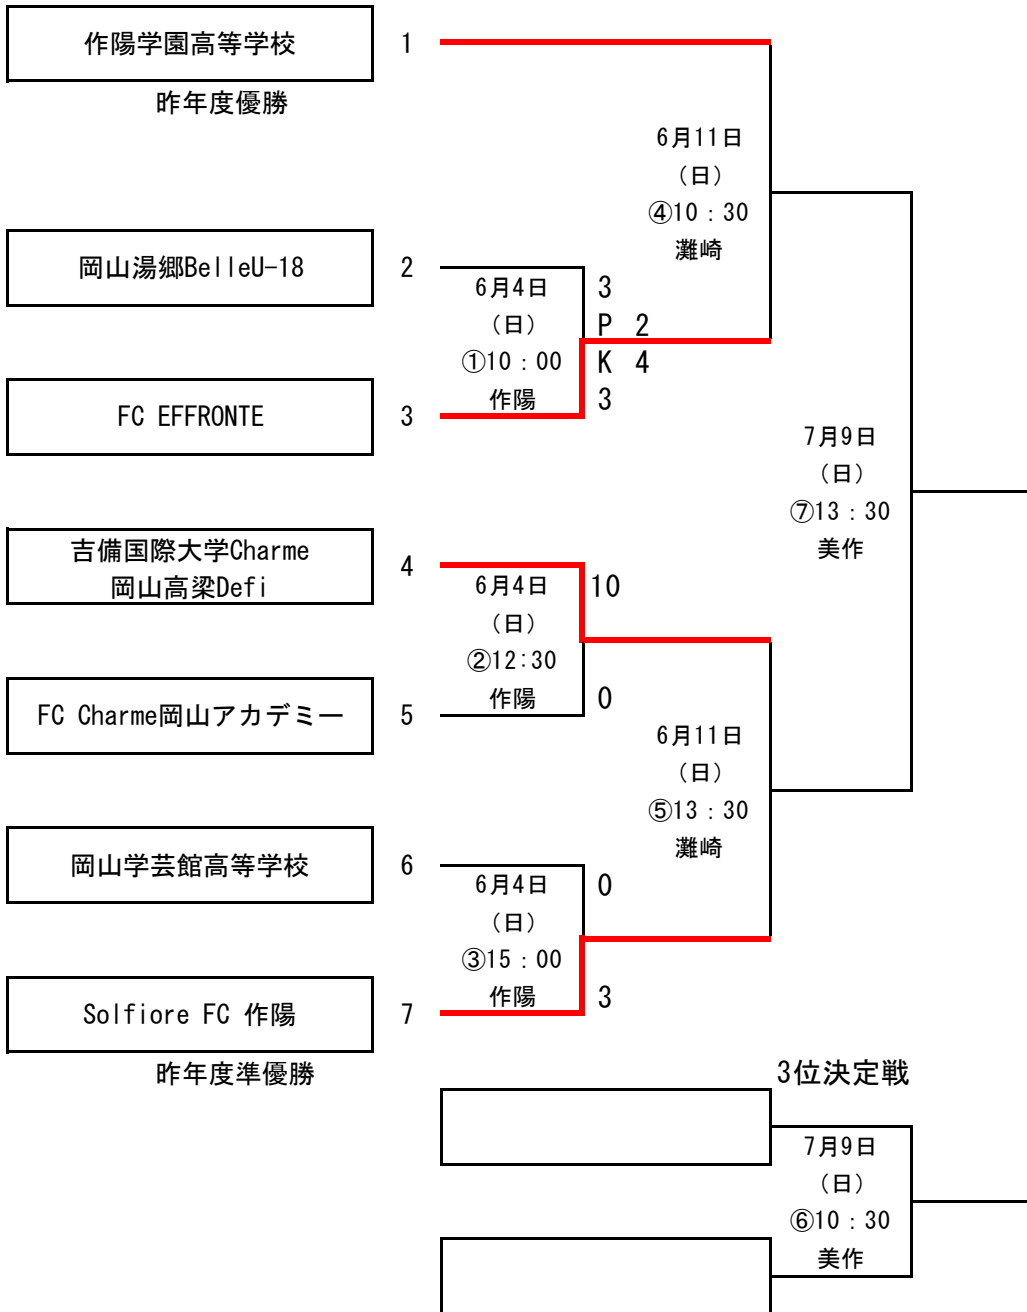 作陽学園高等学校
1
昨年度優勝
6月11日
（日）
④10：30
灘崎
岡山湯郷BelleU-18
2
6月4日
（日）
①10：00
作陽
3
P 2
K 4
3
FC EFFRONTE
3
7月9日
（日）
⑦13：30
美作
吉備国際大学Charme
岡山高梁Defi
4
6月4日
（日）
②12:30
作陽
10
0
FC Charme岡山アカデミー
5
6月11日
（日）
⑤13：30
灘崎
岡山学芸館高等学校
6
6月4日
（日）
③15：00
作陽
0
3
Solfiore FC 作陽
7
昨年度準優勝
3位決定戦
7月9日
（日）
⑥10：30
美作